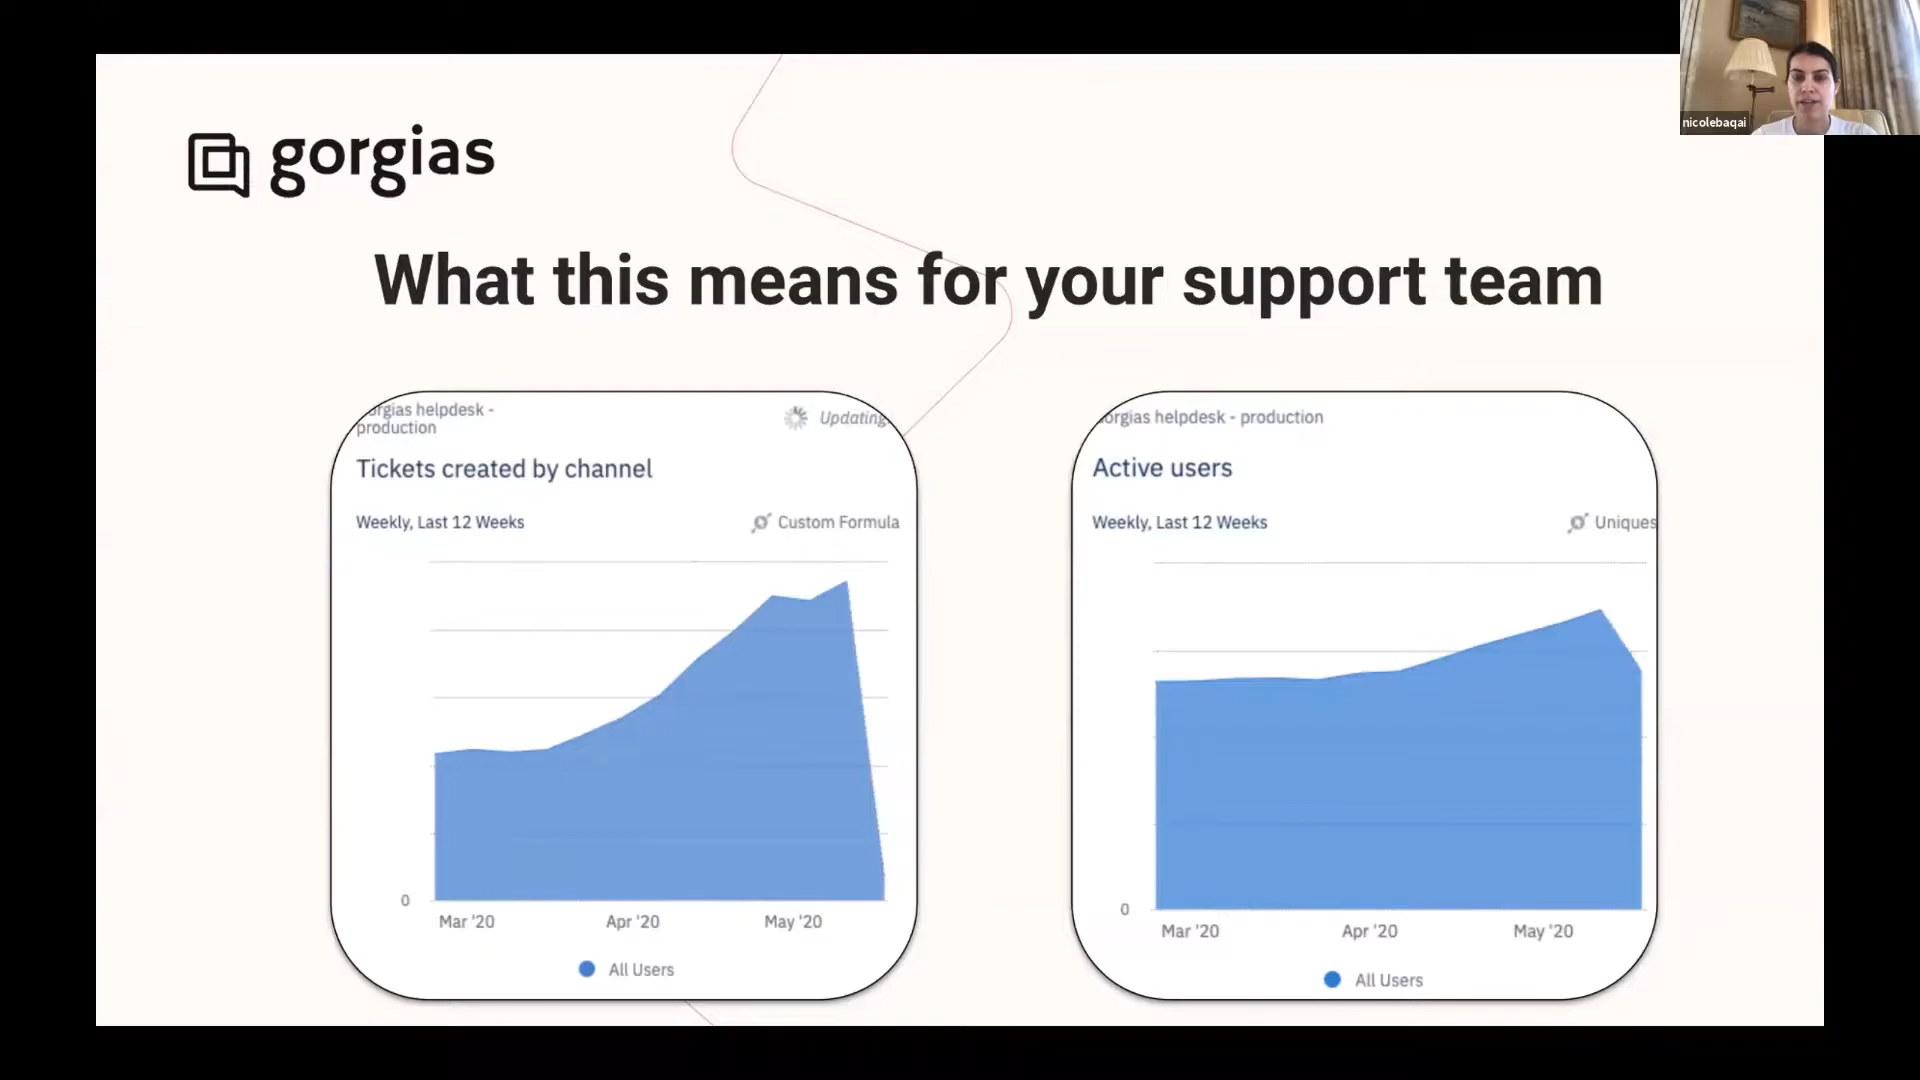 nicolebaqai
gorgias
What this means for your support team
orgias helpdesk -
production
Updating
Tickets created by channel
Weekly, Last 12 Weeks
Custom Formula
0
Mar '20
Apr '20
May '20
All Users
orgias helpdesk - production
Active users
Weekly, Last 12 Weeks
Uniques
0
Mar '20
Apr '20
May '20
All Users